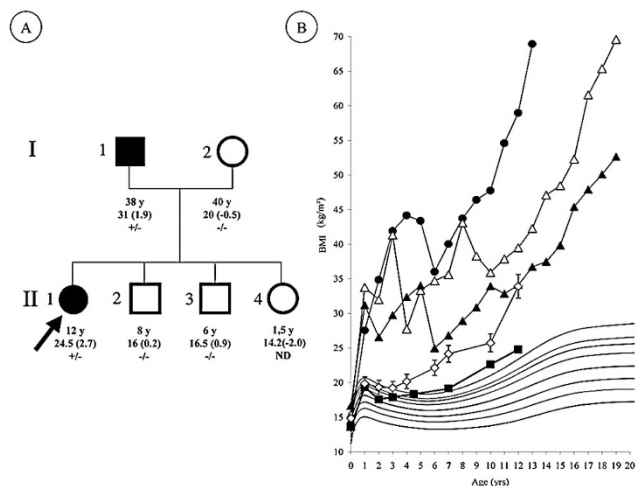 A
I
1
2
38 y
31 (1.9)
+/-
40 y
20 (-0.5)
-/-
II
1
2
3
4
12 y
24.5 (2.7)
+/-
8 y
16 (0.2)
-/-
6 y
16.5 (0.9)
-/-
1,5 y
14.2(-2.0)
ND
B
70
65
60
55
50
45
40
35
30
25
20
15
10
BMI (kg/m²)
0 1 2 3 4 5 6 7 8 9 10 11 12 13 14 15 16 17 18 19 20
Age (yrs)